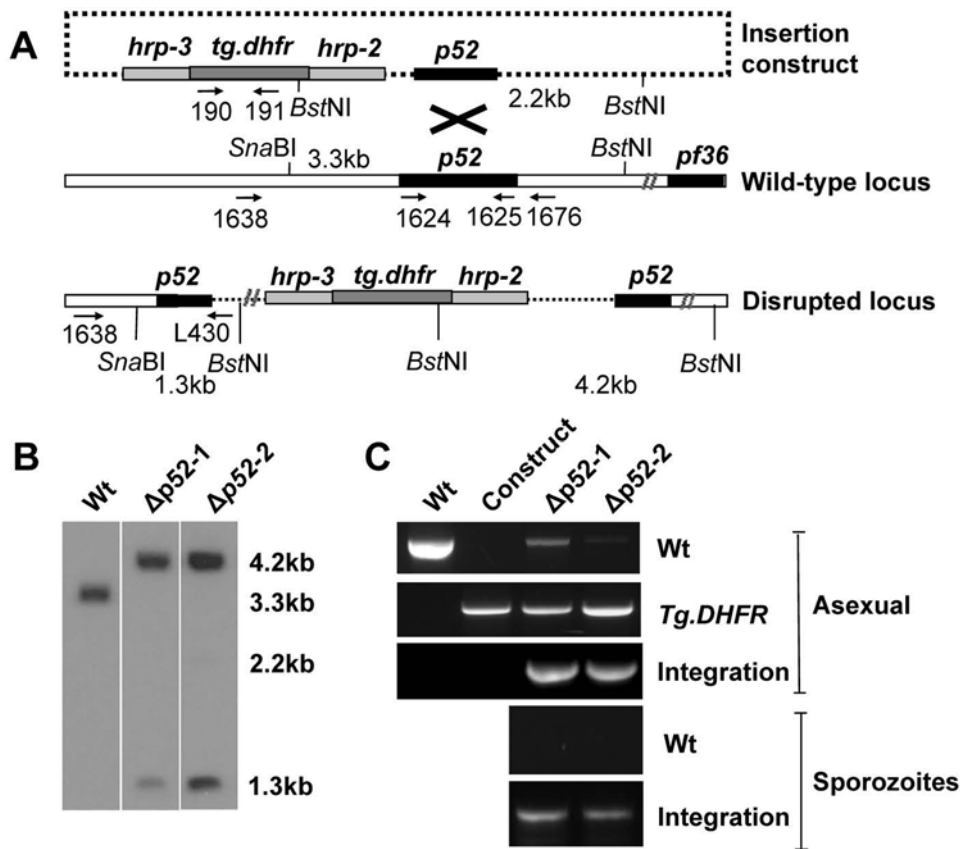 A
hrp-3 tg.dhfr hrp-2 p52
Insertion construct
190 191 BstNI 2.2kb BstNI
SnaBI 3.3kb p52 BstNI pf36
Wild-type locus
1638 1624 1625 1676
p52 hrp-3 tg.dhfr hrp-2 p52
Disrupted locus
1638 L430
SnaBI BstNI BstNI BstNI
1.3kb 4.2kb
B
Wt Δp52-1 Δp52-2
4.2kb
3.3kb
2.2kb
1.3kb
C
Wt Construct Δp52-1 Δp52-2
Wt
Tg.DHFR
Integration
Asexual
Wt
Integration
Sporozoites